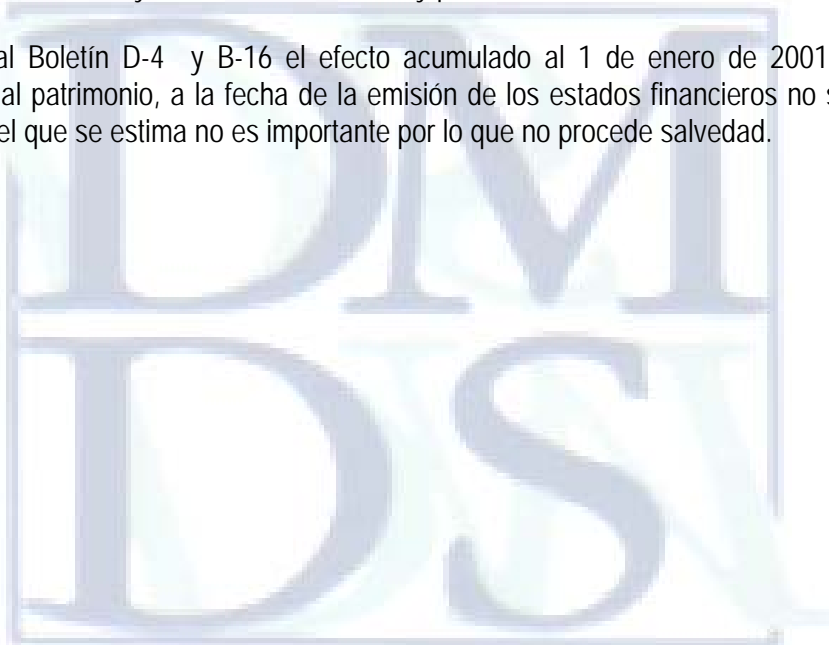 al Boletín D-4 y B-16 el efecto acumulado al 1 de enero de 2001
al patrimonio, a la fecha de la emisión de los estados financieros no
el que se estima no es importante por lo que no procede salvedad.
DM
DS